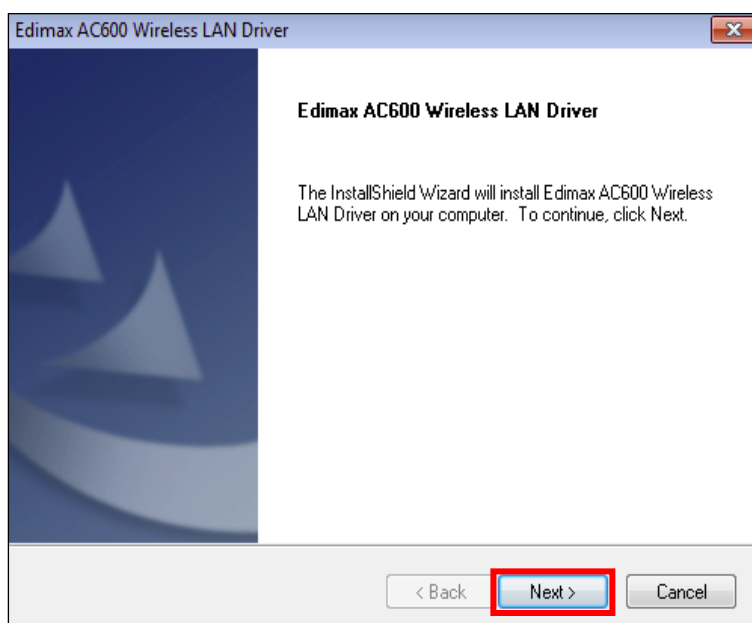 Edimax AC600 Wireless LAN Driver
Edimax AC600 Wireless LAN Driver
The InstallShield Wizard will install Edimax AC600 Wireless
LAN Driver on your computer.  To continue, click Next.
< Back Next > Cancel